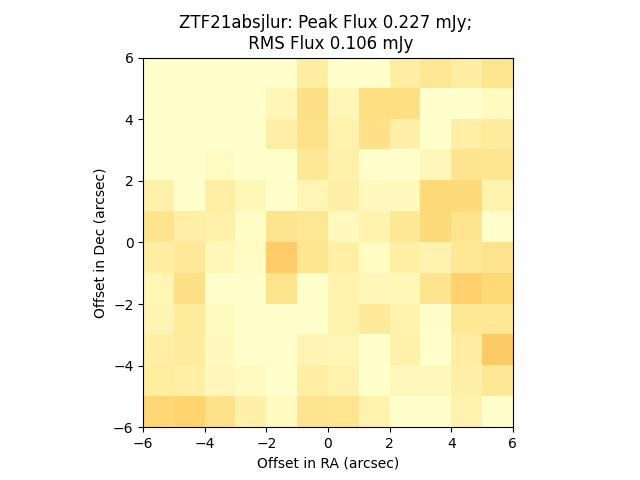 ZTF21absjlur: Peak Flux 0.227 mJy;
RMS Flux 0.106 mJy
6
4
2
0
−2
−4
−6
Offset in Dec (arcsec)
−6 −4 −2 0 2 4 6
Offset in RA (arcsec)